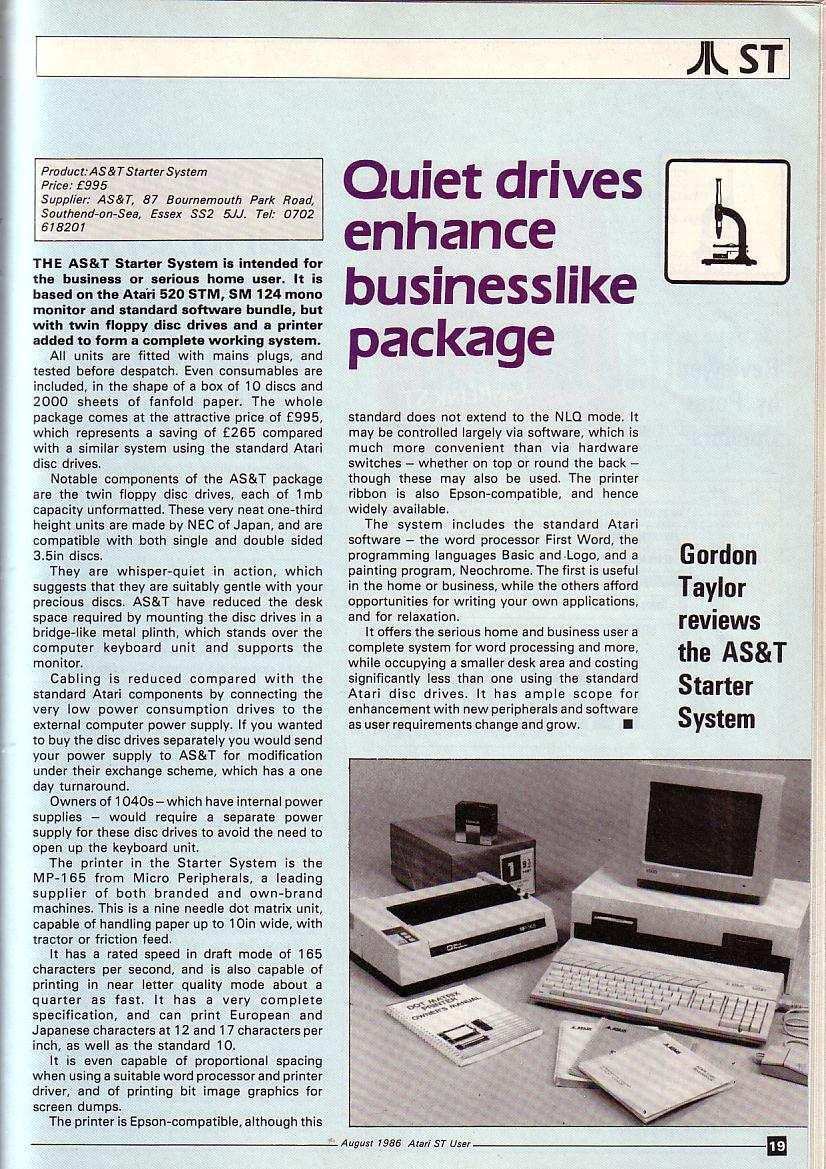 ST
Product: AS&T Starter System
Price: £995
Supplier: AS&T, 87 Bournemouth Park Road,
Southend-on-Sea, Essex SS2 5JJ. Tel: 0702
618201
Quiet drives
enhance
businesslike
package
THE AS&T Starter System is intended for
the business or serious home user. It is
based on the Atari 520 STM, SM 124 mono
monitor and standard software bundle, but
with twin floppy disc drives and a printer
added to form a complete working system.
All units are fitted with mains plugs, and
tested before despatch. Even consumables are
included, in the shape of a box of 10 discs and
2000 sheets of fanfold paper. The whole
package comes at the attractive price of £995,
which represents a saving of £265 compared
with a similar system using the standard Atari
disc drives.
Notable components of the AS&T package
are the twin floppy disc drives, each of 1mb
capacity unformatted. These very neat one-third
height units are made by NEC of Japan, and are
compatible with both single and double sided
3.5in discs.
They are whisper-quiet in action, which
suggests that they are suitably gentle with your
precious discs. AS&T have reduced the desk
space required by mounting the disc drives in a
bridge-like metal plinth, which stands over the
computer keyboard unit and supports the
monitor.
Cabling is reduced compared with the
standard Atari components by connecting the
very low power consumption drives to the
external computer power supply. If you wanted
to buy the disc drives separately you would send
your power supply to AS&T for modification
under their exchange scheme, which has a one
day turnaround.
Owners of 1040s – which have internal power
supplies – would require a separate power
supply for these disc drives to avoid the need to
open up the keyboard unit.
The printer in the Starter System is the
MP-165 from Micro Peripherals, a leading
supplier of both branded and own-brand
machines. This is a nine needle dot matrix unit,
capable of handling paper up to 10in wide, with
tractor or friction feed.
It has a rated speed in draft mode of 165
characters per second, and is also capable of
printing in near letter quality mode about a
quarter as fast. It has a very complete
specification, and can print European and
Japanese characters at 12 and 17 characters per
inch, as well as the standard 10.
It is even capable of proportional spacing
when using a suitable word processor and printer
driver, and of printing bit image graphics for
screen dumps.
The printer is Epson-compatible, although this
standard does not extend to the NLQ mode. It
may be controlled largely via software, which is
much more convenient than via hardware
switches – whether on top or round the back –
though these may also be used. The printer
ribbon is also Epson-compatible, and hence
widely available.
The system includes the standard Atari
software – the word processor First Word, the
programming languages Basic and Logo, and a
painting program, Neochrome. The first is useful
in the home or business, while the others afford
opportunities for writing your own applications,
and for relaxation.
It offers the serious home and business user a
complete system for word processing and more,
while occupying a smaller desk area and costing
significantly less than one using the standard
Atari disc drives. It has ample scope for
enhancement with new peripherals and software
as user requirements change and grow.
Gordon
Taylor
reviews
the AS&T
Starter
System
1
DOT MATRIX
PRINTER
OWNER'S MANUAL
ATARI
August 1986 Atari ST User
19